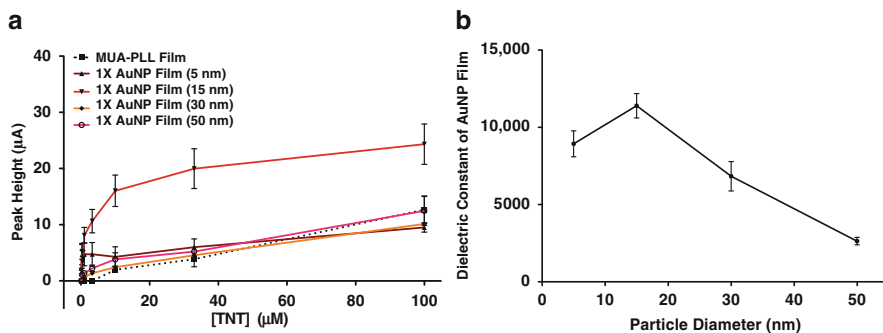 a
MUA-PLL Film
1X AuNP Film (5 nm)
1X AuNP Film (15 nm)
1X AuNP Film (30 nm)
1X AuNP Film (50 nm)
Peak Height (μA)
40
30
20
10
0
0 20 40 60 80 100
[TNT] (μM)
b
Dielectric Constant of AuNP Film
15,000
10,000
5000
0
0 10 20 30 40 50
Particle Diameter (nm)